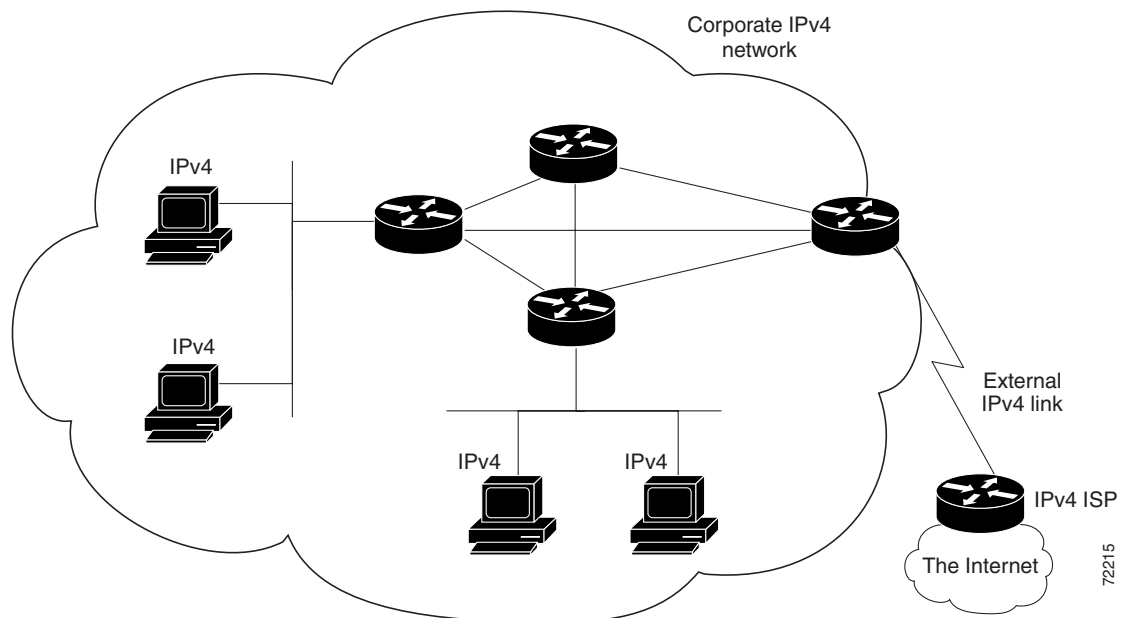 Corporate IPv4
network
IPv4
IPv4
IPv4
IPv4
External
IPv4 link
IPv4 ISP
The Internet
72215